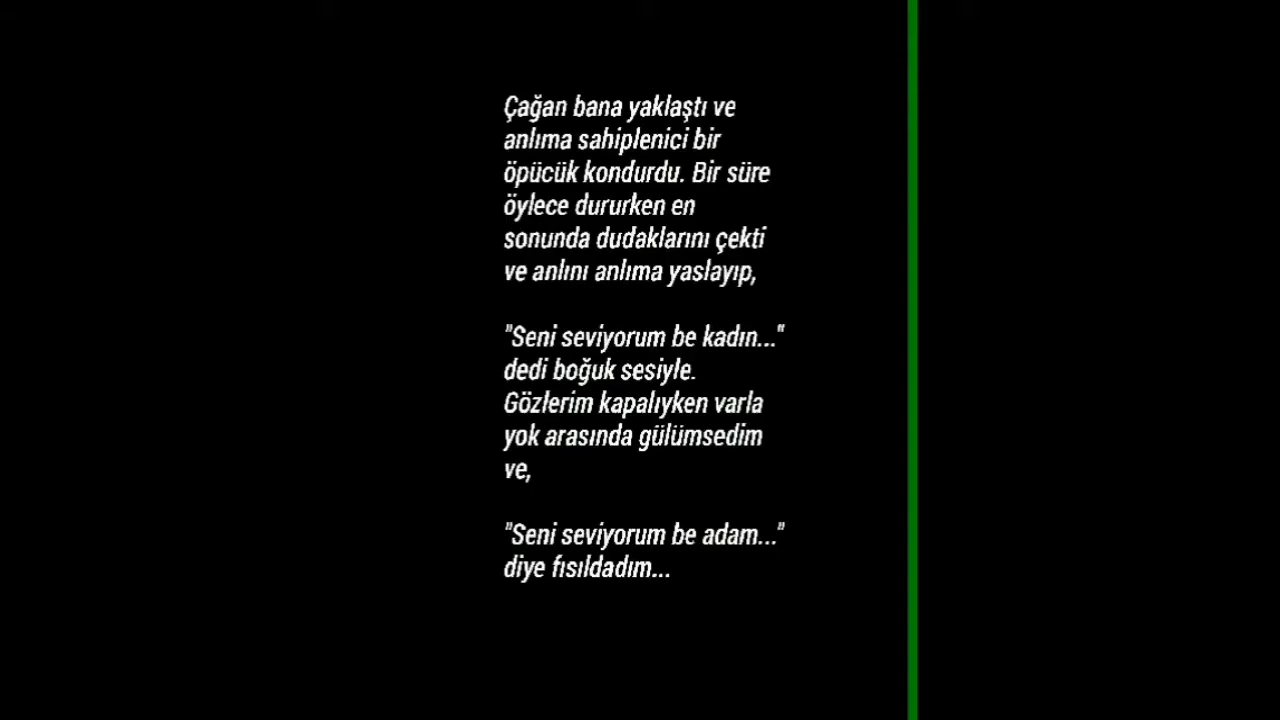 Çağan bana yaklaştı ve
anlıma sahiplenici bir
öpücük kondurdu. Bir süre
öylece dururken en
sonunda dudaklarını çekti
ve anlını anlıma yaslayıp,
"Seni seviyorum be kadın..."
dedi boğuk sesiyle.
Gözlerim kapalıyken varla
yok arasında gülümsedim
ve,
"Seni seviyorum be adam..."
diye fısıldadım...